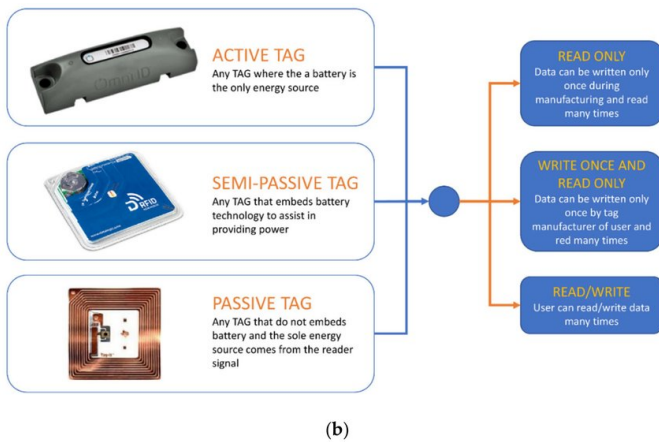 Omni-ID
ACTIVE TAG
Any TAG where the a battery is
the only energy source
RFID
SEMI-PASSIVE TAG
Any TAG that embeds battery
technology to assist in
providing power
PASSIVE TAG
Any TAG that do not embeds
battery and the sole energy
source comes from the reader
signal
READ ONLY
Data can be written only
once during
manufacturing and read
many times
WRITE ONCE AND
READ ONLY
Data can be written only
once by tag
manufacturer of user and
red many times
READ/WRITE
User can read/write data
many times
(b)